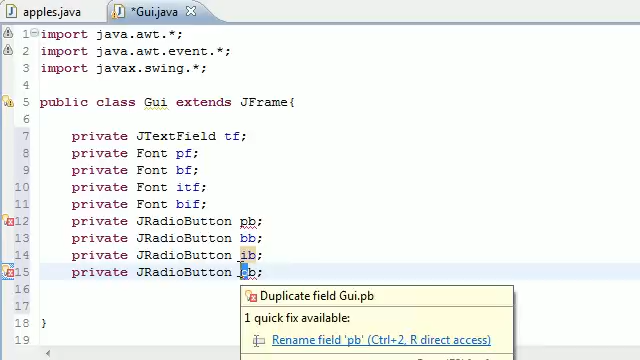 apples.java
*Gui.java
1 import java.awt.*;
2 import java.awt.event.*;
3 import javax.swing.*;
4
5 public class Gui extends JFrame{
6
7 private JTextField tf;
8 private Font pf;
9 private Font bf;
10 private Font itf;
11 private Font bif;
12 private JRadioButton pb;
13 private JRadioButton bb;
14 private JRadioButton ib;
15 private JRadioButton pb;
16
Duplicate field Gui.pb
17
1 quick fix available:
18 }
Rename field 'pb' (Ctrl+2, R direct access)
19